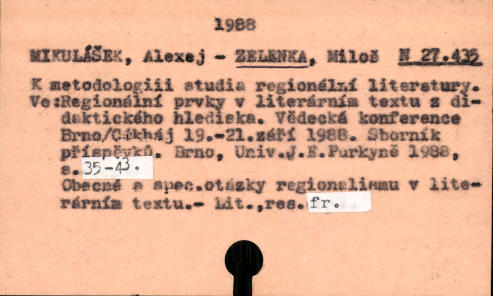 1988
MIKULÁŠEK, Alexej - ZELENKA, Miloš N 27.435
K metodologiii studia regionélní literatury.
Ve:Regionální prvky v literárním textu z di-
daktického hlediska. Vědecká konference
Brno/Cikháj 19.-21.září 1988. Sborník
příspěvků. Brno, Univ.J.E.Purkyně 1988,
s. 35-43.
Obecné a spec.otázky regionalismu v lite-
rárním textu.- Lit.,res. fr.